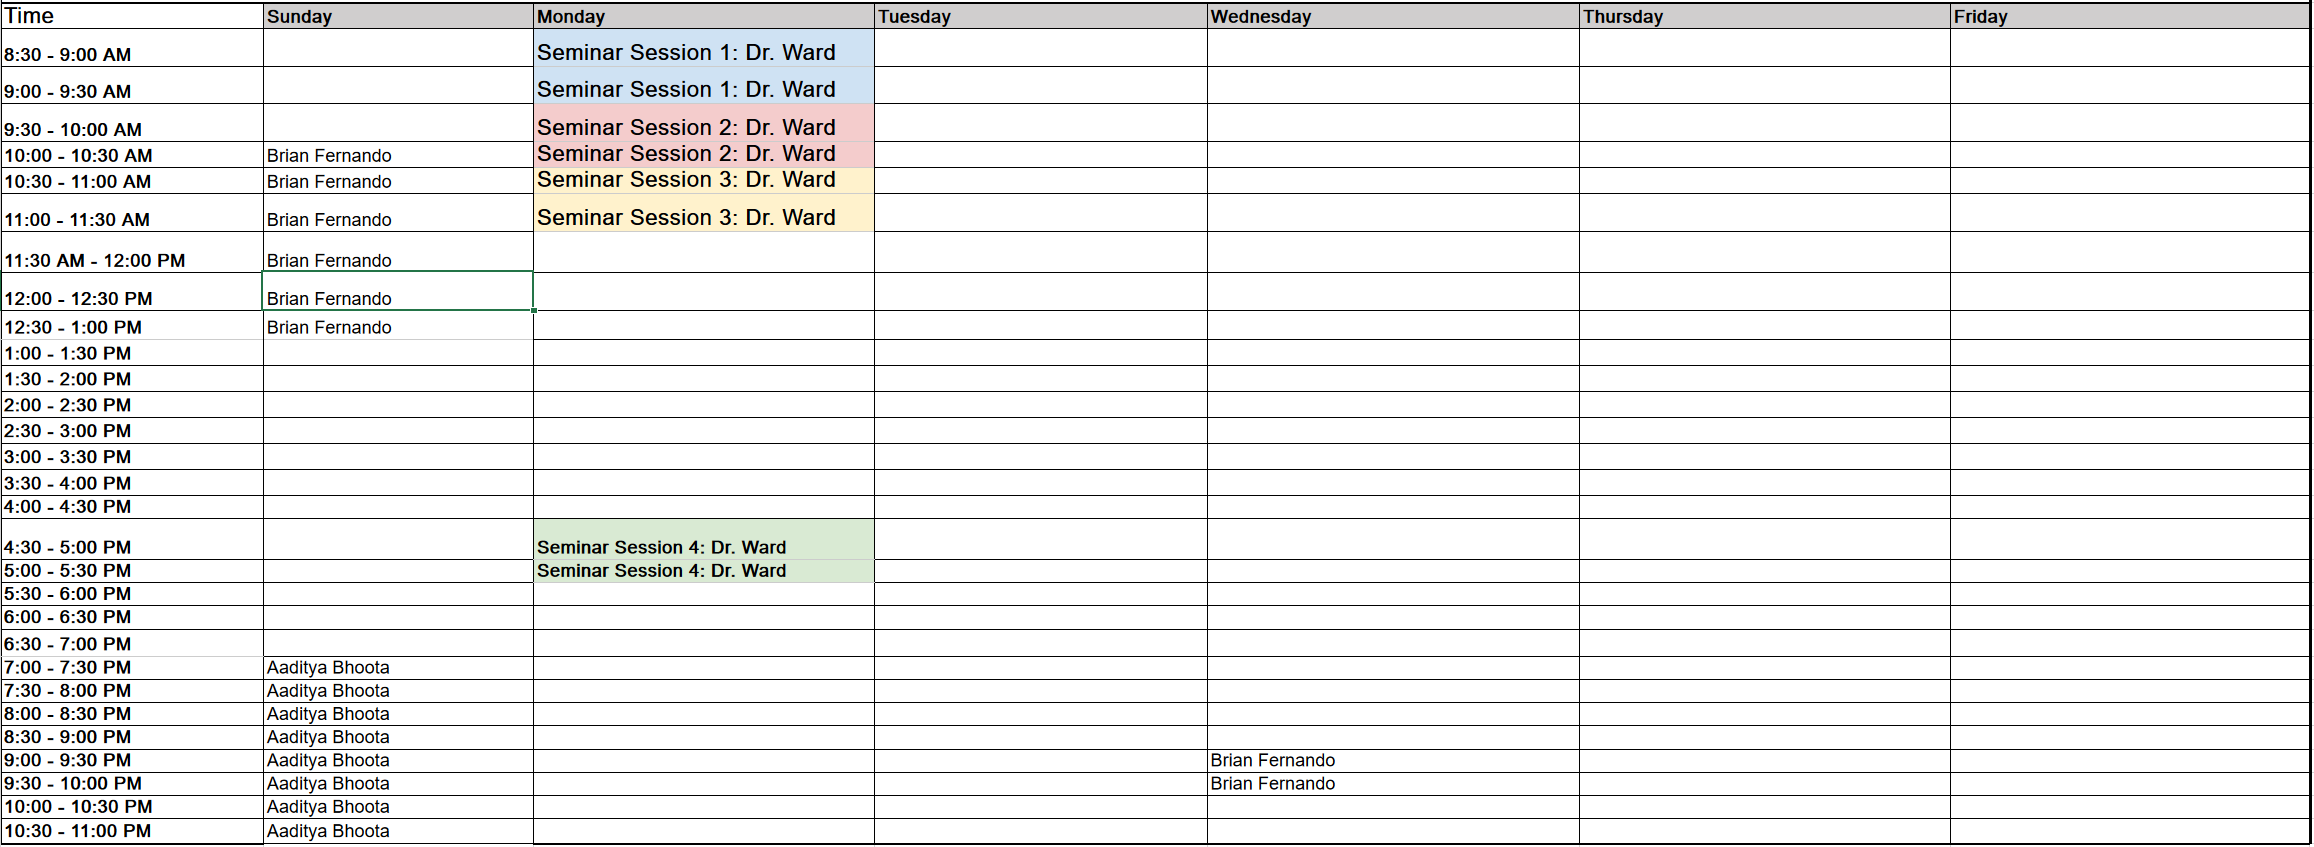 Time Sunday Monday Tuesday Wednesday Thursday Friday
8:30 - 9:00 AM Seminar Session 1: Dr. Ward
9:00 - 9:30 AM Seminar Session 1: Dr. Ward
9:30 - 10:00 AM Seminar Session 2: Dr. Ward
10:00 - 10:30 AM Brian Fernando Seminar Session 2: Dr. Ward
10:30 - 11:00 AM Brian Fernando Seminar Session 3: Dr. Ward
11:00 - 11:30 AM Brian Fernando Seminar Session 3: Dr. Ward
11:30 AM - 12:00 PM Brian Fernando
12:00 - 12:30 PM Brian Fernando
12:30 - 1:00 PM Brian Fernando
1:00 - 1:30 PM
1:30 - 2:00 PM
2:00 - 2:30 PM
2:30 - 3:00 PM
3:00 - 3:30 PM
3:30 - 4:00 PM
4:00 - 4:30 PM
4:30 - 5:00 PM Seminar Session 4: Dr. Ward
5:00 - 5:30 PM Seminar Session 4: Dr. Ward
5:30 - 6:00 PM
6:00 - 6:30 PM
6:30 - 7:00 PM
7:00 - 7:30 PM Aaditya Bhoota
7:30 - 8:00 PM Aaditya Bhoota
8:00 - 8:30 PM Aaditya Bhoota
8:30 - 9:00 PM Aaditya Bhoota
9:00 - 9:30 PM Aaditya Bhoota Brian Fernando
9:30 - 10:00 PM Aaditya Bhoota Brian Fernando
10:00 - 10:30 PM Aaditya Bhoota
10:30 - 11:00 PM Aaditya Bhoota